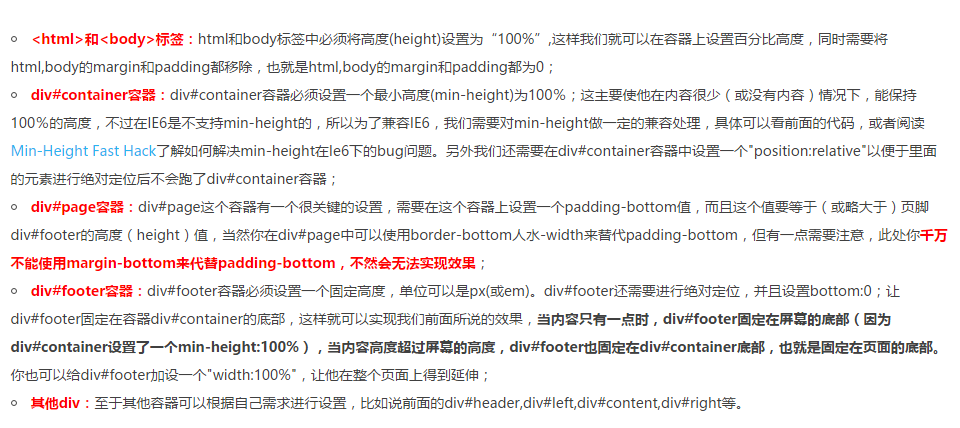 <html>和<body>标签：html和body标签中必须将高度(height)设置为“100%”,这样我们就可以在容器上设置百分比高度，同时需要将
html,body的margin和padding都移除，也就是html,body的margin和padding都为0；
div#container容器：div#container容器必须设置一个最小高度(min-height)为100%；这主要使他在内容很少（或没有内容）情况下，能保持
100%的高度，不过在IE6是不支持min-height的，所以为了兼容IE6，我们需要对min-height做一定的兼容处理，具体可以看前面的代码，或者阅读
Min-Height Fast Hack了解如何解决min-height在Ie6下的bug问题。另外我们还需要在div#container容器中设置一个"position:relative"以便于里面
的元素进行绝对定位后不会跑了div#container容器；
div#page容器：div#page这个容器有一个很关键的设置，需要在这个容器上设置一个padding-bottom值，而且这个值要等于（或略大于）页脚
div#footer的高度（height）值，当然你在div#page中可以使用border-bottom人水-width来替代padding-bottom，但有一点需要注意，此处你千万
不能使用margin-bottom来代替padding-bottom，不然会无法实现效果；
div#footer容器：div#footer容器必须设置一个固定高度，单位可以是px(或em)。div#footer还需要进行绝对定位，并且设置bottom:0；让
div#footer固定在容器div#container的底部，这样就可以实现我们前面所说的效果，当内容只有一点时，div#footer固定在屏幕的底部（因为
div#container设置了一个min-height:100%），当内容高度超过屏幕的高度，div#footer也固定在div#container底部，也就是固定在页面的底部。
你也可以给div#footer加设一个"width:100%"，让他在整个页面上得到延伸；
其他div：至于其他容器可以根据自己需求进行设置，比如说前面的div#header,div#left,div#content,div#right等。